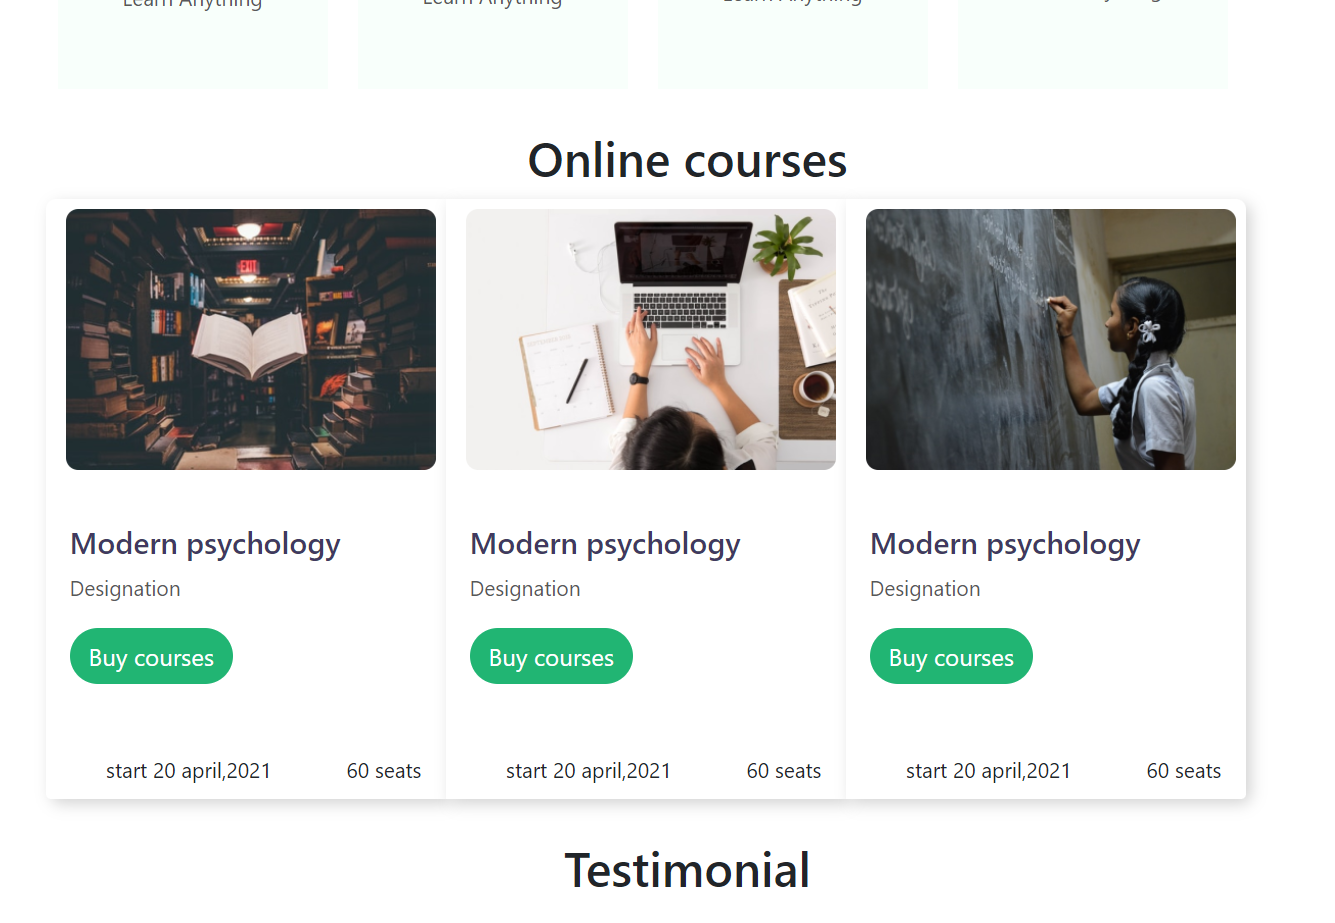 Learn Anything Learn Anything Learn Anything
Online courses
EXIT
Modern psychology Modern psychology Modern psychology
Designation Designation Designation
Buy courses Buy courses Buy courses
start 20 april,2021 60 seats start 20 april,2021 60 seats start 20 april,2021 60 seats
Testimonial